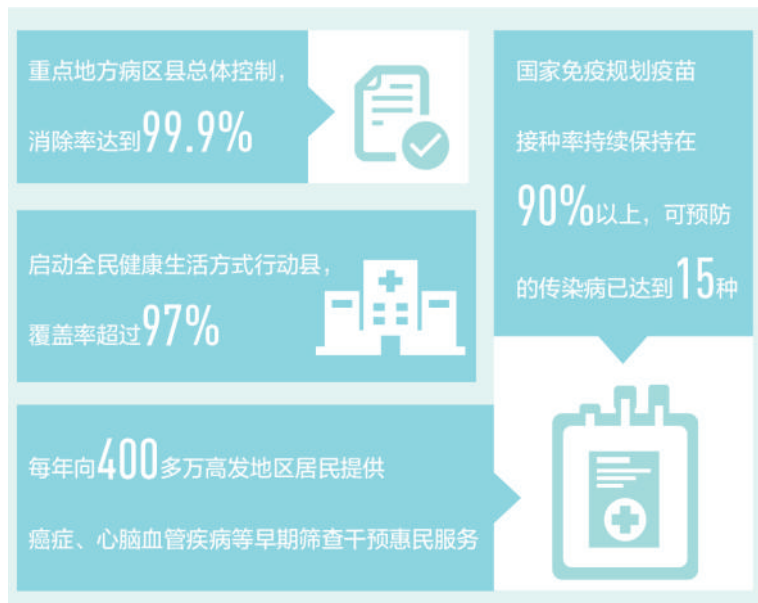 重点地方病区县总体控制，
消除率达到99.9%
启动全民健康生活方式行动县，
覆盖率超过97%
每年向400多万高发地区居民提供
癌症、心脑血管疾病等早期筛查干预惠民服务
国家免疫规划疫苗
接种率持续保持在
90%以上，可预防
的传染病已达到15种